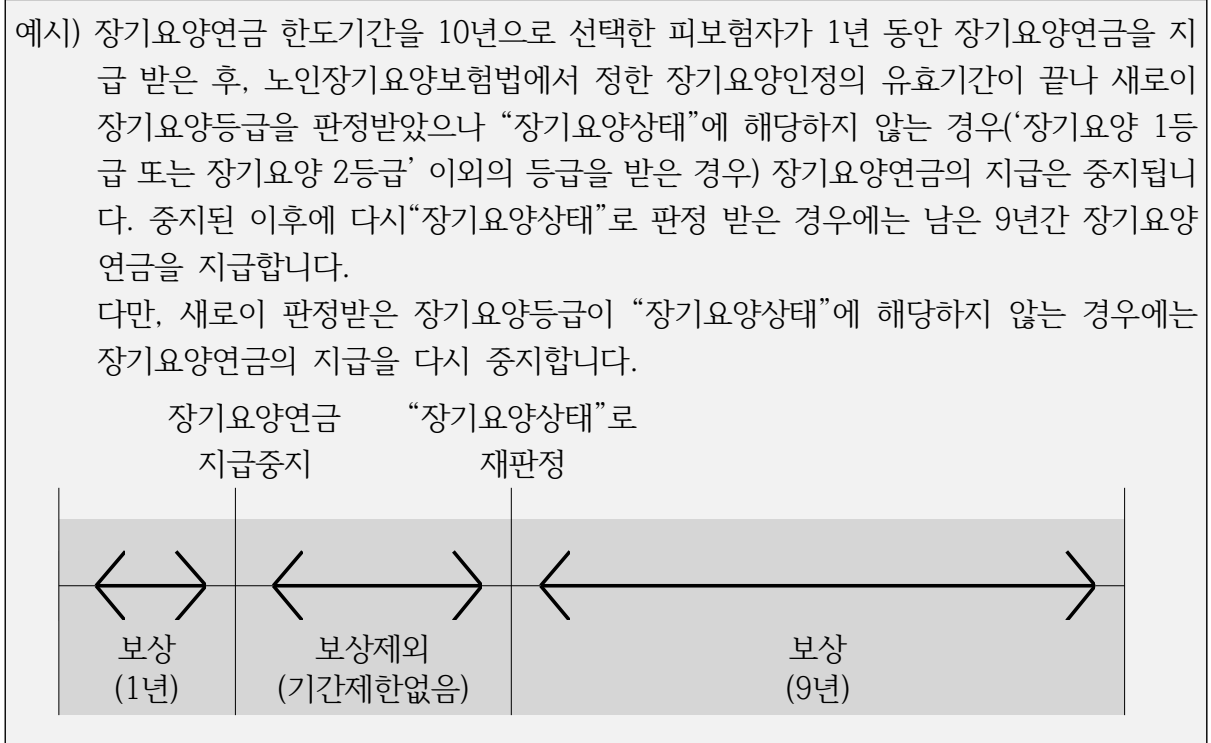 예시) 장기요양연금 한도기간을 10년으로 선택한 피보험자가 1년 동안 장기요양연금을 지
급 받은 후, 노인장기요양보험법에서 정한 장기요양인정의 유효기간이 끝나 새로이
장기요양등급을 판정받았으나 “장기요양상태”에 해당하지 않는 경우(‘장기요양 1등
급 또는 장기요양 2등급’ 이외의 등급을 받은 경우) 장기요양연금의 지급은 중지됩니
다. 중지된 이후에 다시“장기요양상태”로 판정 받은 경우에는 남은 9년간 장기요양
연금을 지급합니다.
다만, 새로이 판정받은 장기요양등급이 “장기요양상태”에 해당하지 않는 경우에는
장기요양연금의 지급을 다시 중지합니다.
장기요양연금 “장기요양상태”로
지급중지 재판정
보상 보상제외 보상
(1년) (기간제한없음) (9년)